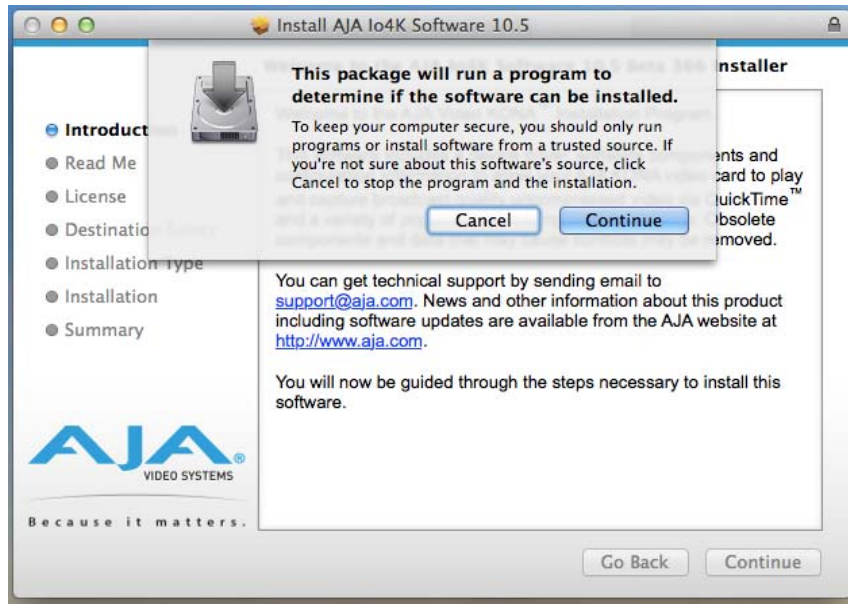 Install AJA Io4K Software 10.5
nstaller
This package will run a program to
determine if the software can be installed.
To keep your computer secure, you should only run
programs or install software from a trusted source. If
you're not sure about this software's source, click
Cancel to stop the program and the installation.
Cancel
Continue
Introduct
Read Me
License
Destinatio
Installation Type
Installation
Summary
ents and
card to play
QuickTime™
Obsolete
emoved.
You can get technical support by sending email to
support@aja.com. News and other information about this product
including software updates are available from the AJA website at
http://www.aja.com.
You will now be guided through the steps necessary to install this
software.
AJA®
VIDEO SYSTEMS
Because it matters.
Go Back
Continue